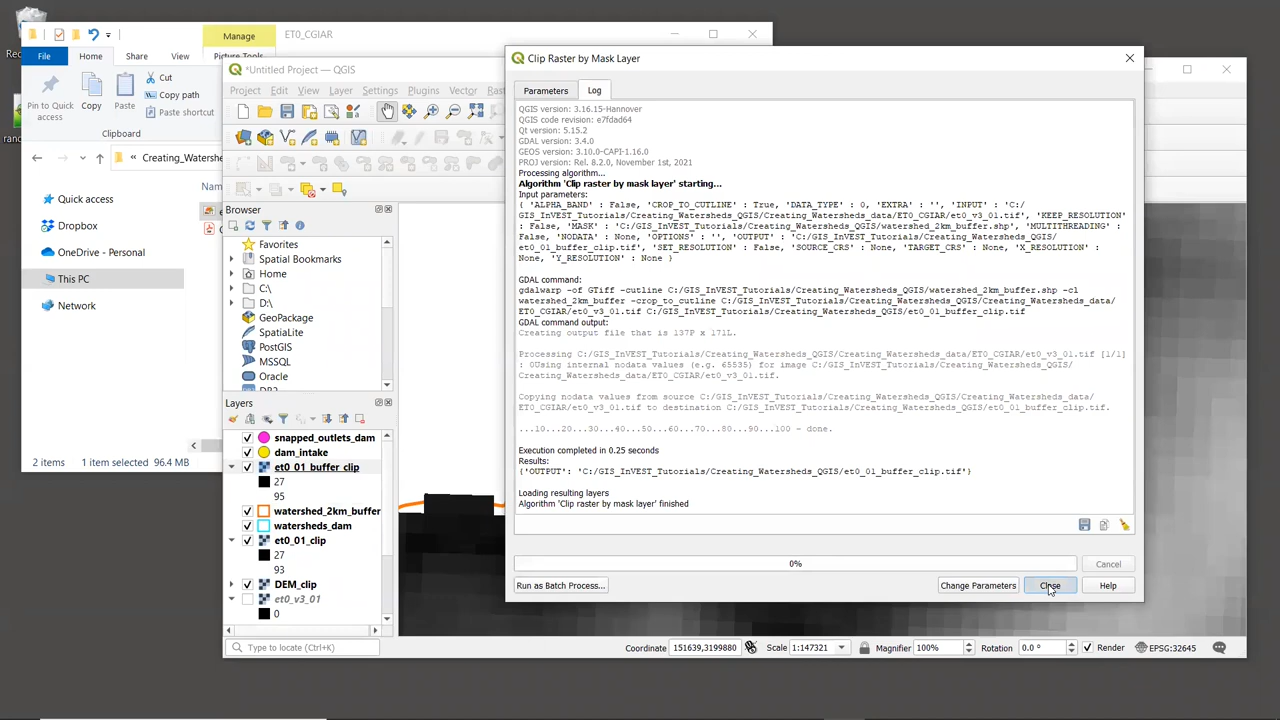 Manage
ET0_CGIAR
File
Home
Share
View
Picture Tools
Pin to Quick access
Copy
Paste
Cut
Copy path
Paste shortcut
Clipboard
Creating_Watershe
Quick access
Dropbox
OneDrive - Personal
This PC
Network
2 items
1 item selected 96.4 MB
*Untitled Project — QGIS
Project
Edit
View
Layer
Settings
Plugins
Vector
Browser
Favorites
Spatial Bookmarks
Home
C:\
D:\
GeoPackage
SpatiaLite
PostGIS
MSSQL
Oracle
Layers
snapped_outlets_dam
dam_intake
et0_01_buffer_clip
27
95
watershed_2km_buffer
watersheds_dam
et0_01_clip
27
93
DEM_clip
et0_v3_01
0
Type to locate (Ctrl+K)
Coordinate
151639,3199880
Scale
1:147321
Magnifier
100%
Rotation
0.0 °
Render
EPSG:32645
Clip Raster by Mask Layer
Parameters
Log
QGIS version: 3.16.15-Hannover
QGIS code revision: e7fdad64
Qt version: 5.15.2
GDAL version: 3.4.0
GEOS version: 3.10.0-CAPI-1.16.0
PROJ version: Rel. 8.2.0, November 1st, 2021
Processing algorithm…
Algorithm 'Clip raster by mask layer' starting…
Input parameters:
{ 'ALPHA_BAND' : False, 'CROP_TO_CUTLINE' : True, 'DATA_TYPE' : 0, 'EXTRA' : '', 'INPUT' : 'C:/
GIS_InVEST_Tutorials/Creating_Watersheds_QGIS/Creating_Watersheds_data/ET0_CGIAR/et0_v3_01.tif', 'KEEP_RESOLUTION'
: False, 'MASK' : 'C:/GIS_InVEST_Tutorials/Creating_Watersheds_QGIS/watershed_2km_buffer.shp', 'MULTITHREADING' :
False, 'NODATA' : None, 'OPTIONS' : '', 'OUTPUT' : 'C:/GIS_InVEST_Tutorials/Creating_Watersheds_QGIS/
et0_01_buffer_clip.tif', 'SET_RESOLUTION' : False, 'SOURCE_CRS' : None, 'TARGET_CRS' : None, 'X_RESOLUTION' :
None, 'Y_RESOLUTION' : None }
GDAL command:
gdalwarp -of GTiff -cutline C:/GIS_InVEST_Tutorials/Creating_Watersheds_QGIS/watershed_2km_buffer.shp -cl
watershed_2km_buffer -crop_to_cutline C:/GIS_InVEST_Tutorials/Creating_Watersheds_QGIS/Creating_Watersheds_data/
ET0_CGIAR/et0_v3_01.tif C:/GIS_InVEST_Tutorials/Creating_Watersheds_QGIS/et0_01_buffer_clip.tif
GDAL command output:
Creating output file that is 137P x 171L.
Processing C:/GIS_InVEST_Tutorials/Creating_Watersheds_QGIS/Creating_Watersheds_data/ET0_CGIAR/et0_v3_01.tif [1/1]
: 0Using internal nodata values (e.g. 65535) for image C:/GIS_InVEST_Tutorials/Creating_Watersheds_QGIS/
Creating_Watersheds_data/ET0_CGIAR/et0_v3_01.tif.
Copying nodata values from source C:/GIS_InVEST_Tutorials/Creating_Watersheds_QGIS/Creating_Watersheds_data/
ET0_CGIAR/et0_v3_01.tif to destination C:/GIS_InVEST_Tutorials/Creating_Watersheds_QGIS/et0_01_buffer_clip.tif.
...10...20...30...40...50...60...70...80...90...100 - done.
Execution completed in 0.25 seconds
Results:
{'OUTPUT': 'C:/GIS_InVEST_Tutorials/Creating_Watersheds_QGIS/et0_01_buffer_clip.tif'}
Loading resulting layers
Algorithm 'Clip raster by mask layer' finished
0%
Cancel
Run as Batch Process…
Change Parameters
Close
Help